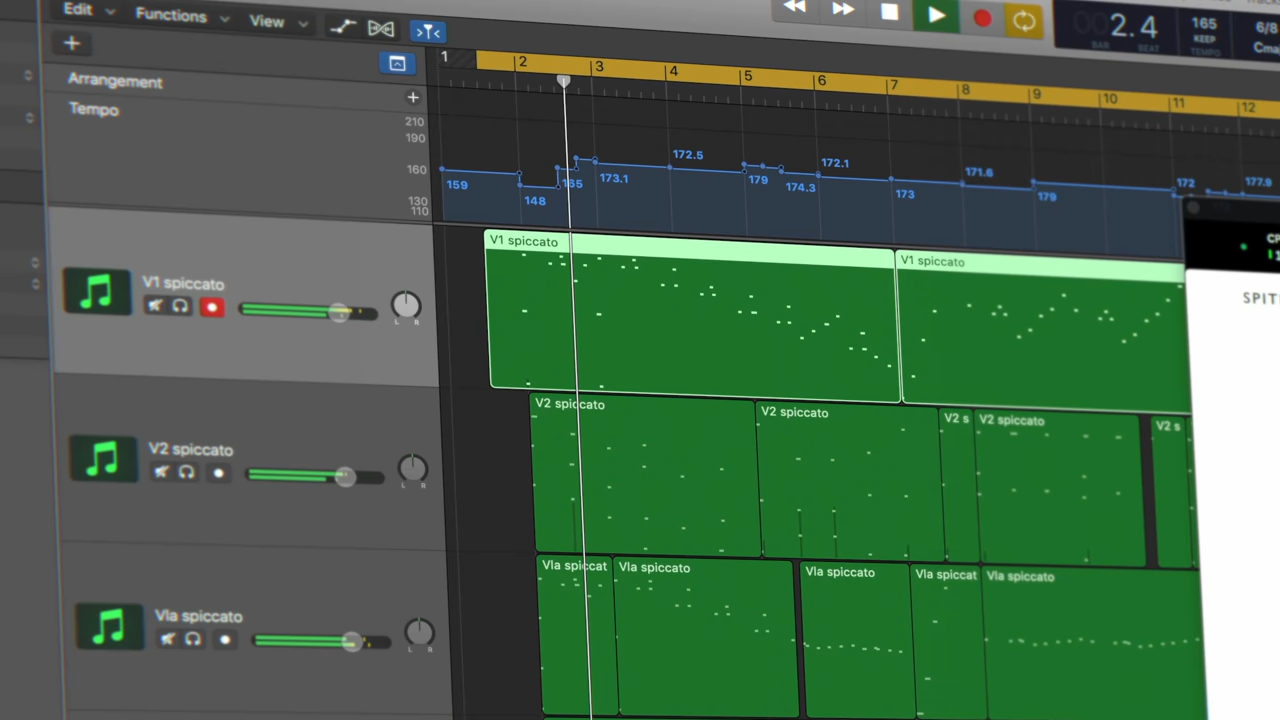 Edit Functions View
2.4
BAR BEAT
165
KEEP
TEMPO
6/8
Cma
1 2 3 4 5 6 7 8 9 10 11 12
Arrangement
Tempo
210
190
160
130
110
159 148 165 173.1 172.5 179 174.3 172.1 173 171.6 179 172 177.9
V1 spiccato
L R
V1 spiccato V1 spiccato
SPIT
V2 spiccato
L R
V2 spiccato V2 spiccato V2 s V2 spiccato V2 s
Vla spiccato
L R
Vla spiccat Vla spiccato Vla spiccato Vla spiccat Vla spiccato